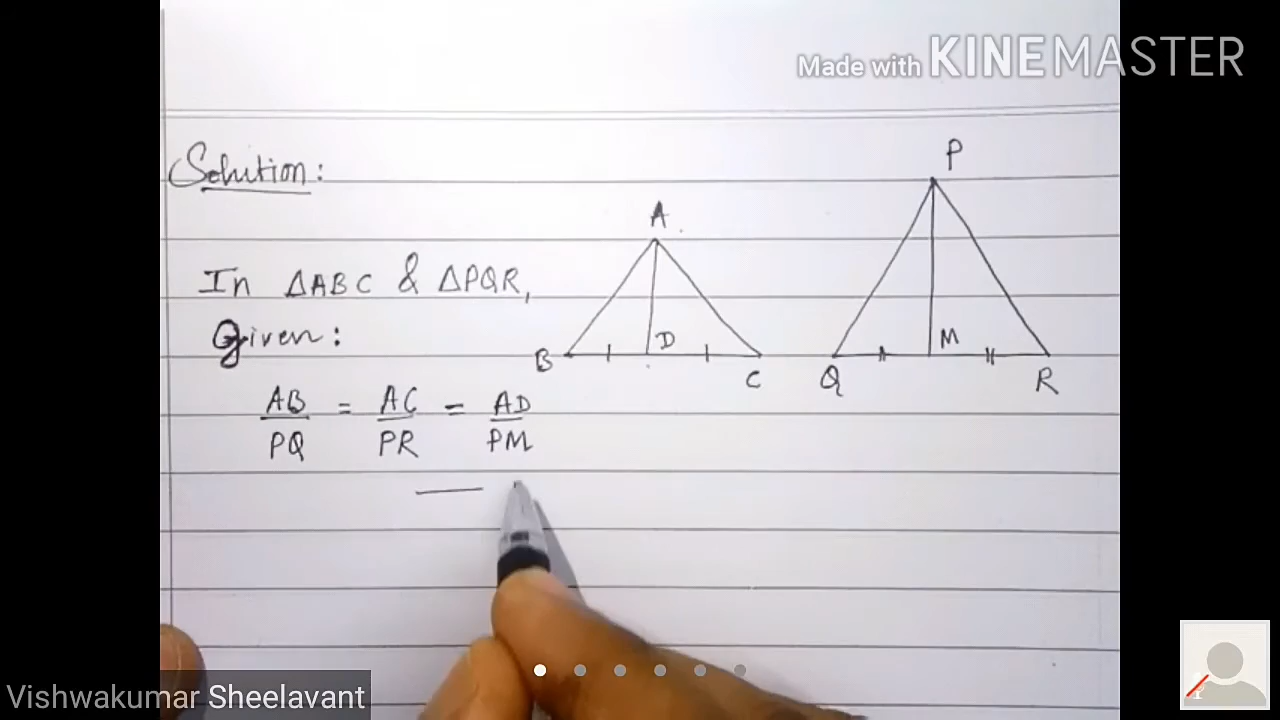 Made with KINEMASTER
Solution:
In ΔABC & ΔPQR,
Given:
AB/PQ = AC/PR = AD/PM
A
B
D
C
P
Q
M
R
Vishwakumar Sheelavant